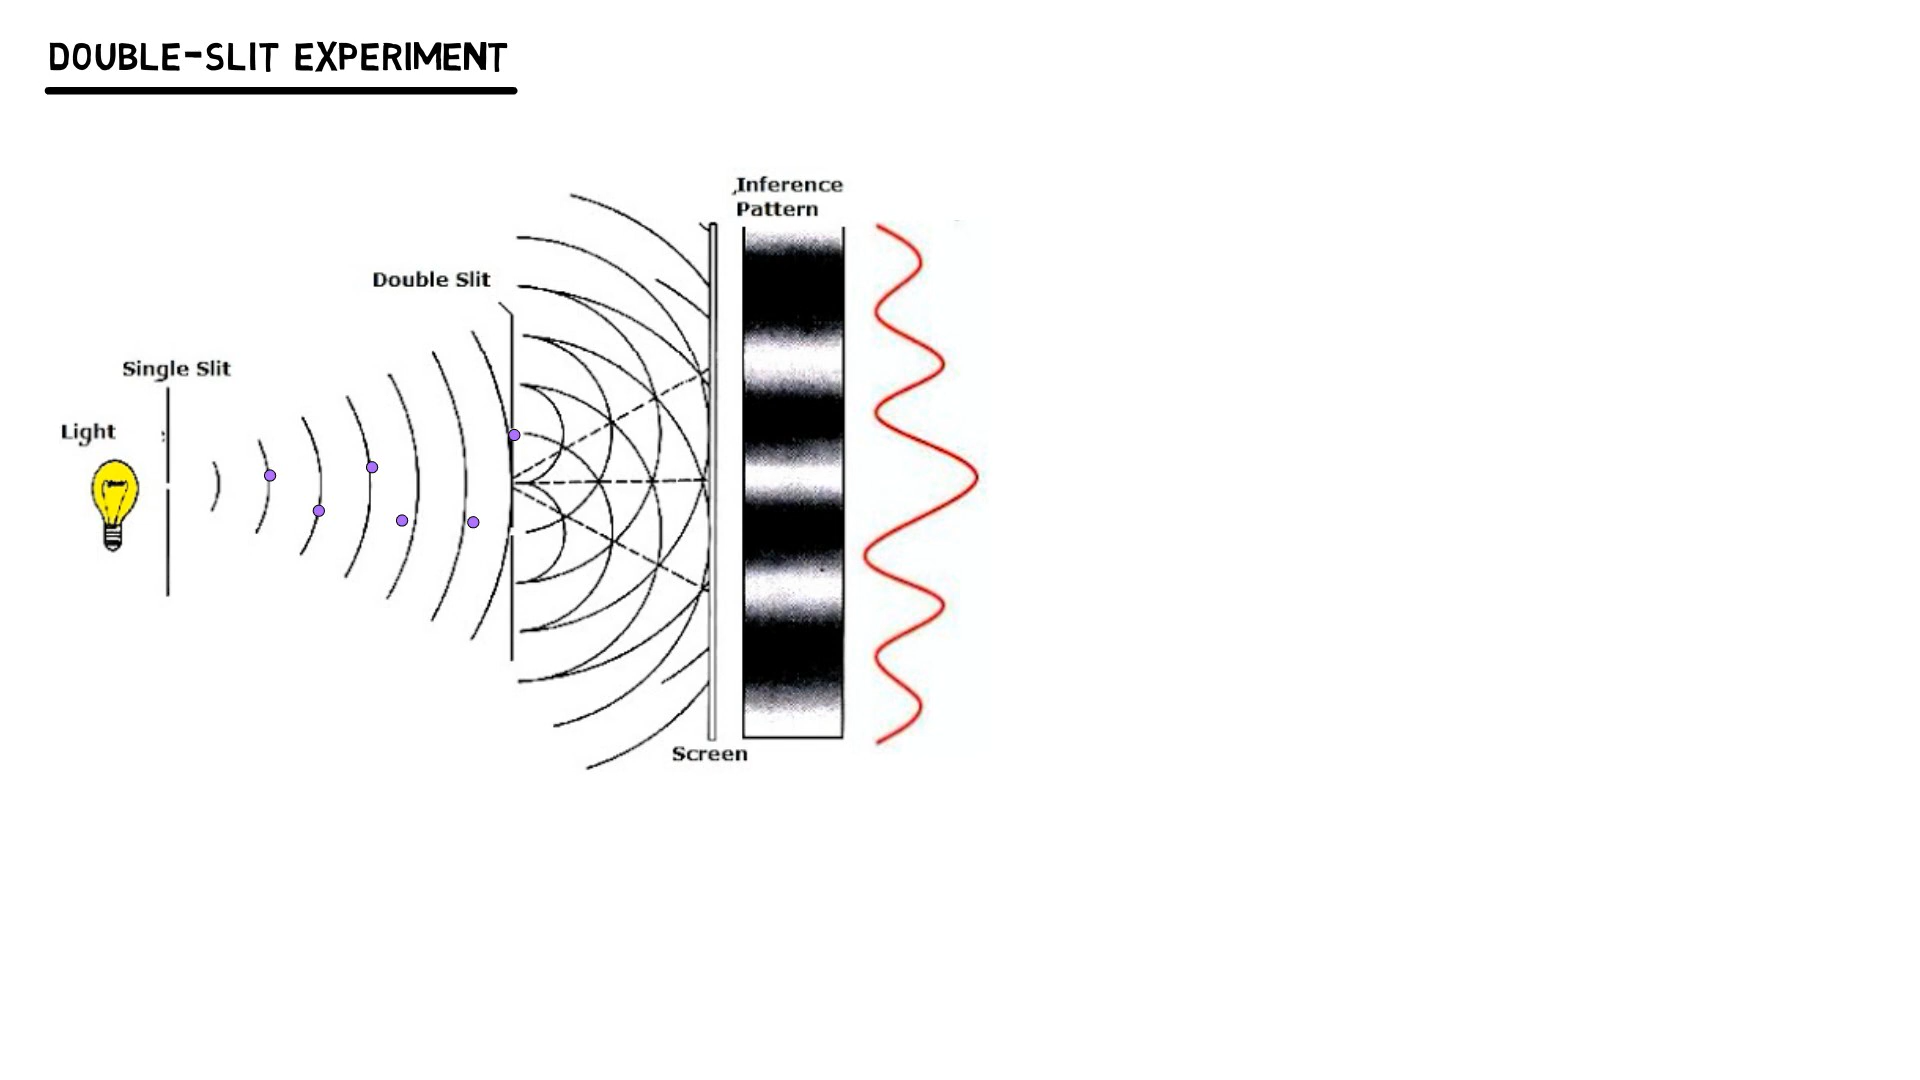 DOUBLE-SLIT EXPERIMENT
Inference
Pattern
Double Slit
Single Slit
Light
Screen